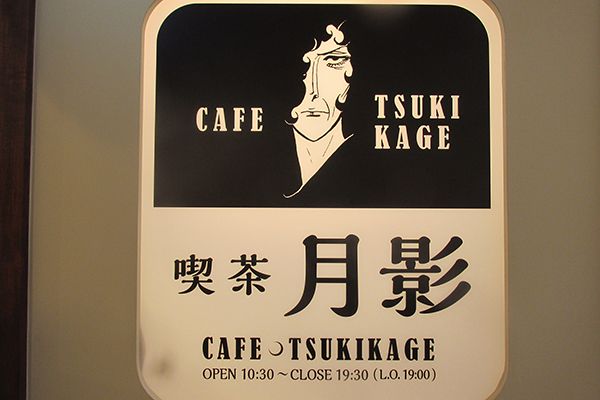 CAFE TSUKI
KAGE
喫茶 月影
CAFE☽TSUKIKAGE
OPEN 10:30～CLOSE 19:30 (L.O. 19:00)